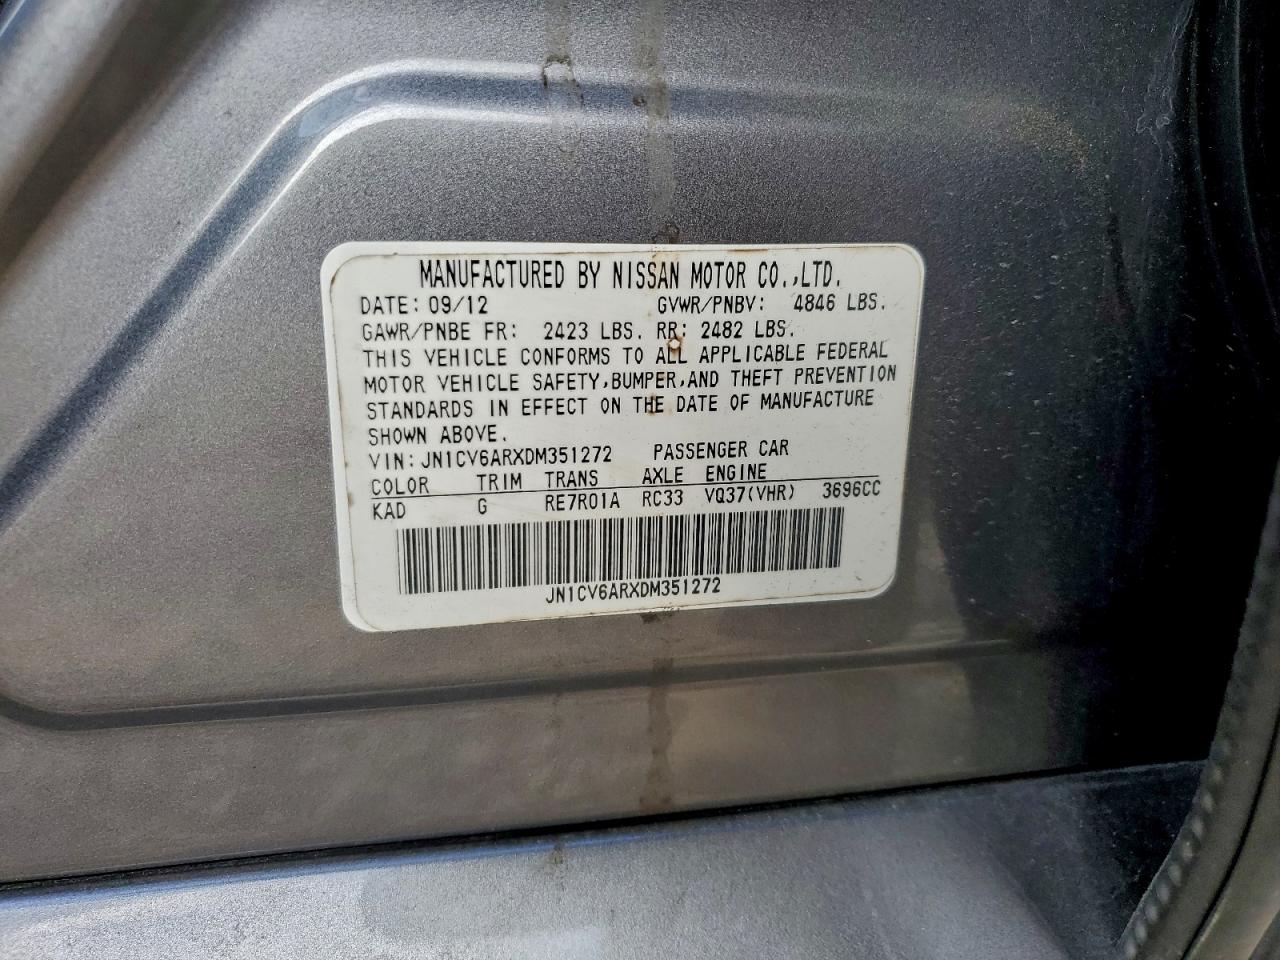 MANUFACTURED BY NISSAN MOTOR CO.,LTD.
DATE: 09/12 GVWR/PNBV: 4846 LBS.
GAWR/PNBE FR: 2423 LBS. RR: 2482 LBS.
THIS VEHICLE CONFORMS TO ALL APPLICABLE FEDERAL
MOTOR VEHICLE SAFETY,BUMPER,AND THEFT PREVENTION
STANDARDS IN EFFECT ON THE DATE OF MANUFACTURE
SHOWN ABOVE.
VIN: JN1CV6ARXDM351272 PASSENGER CAR
COLOR TRIM TRANS AXLE ENGINE
KAD G RE7R01A RC33 VQ37(VHR) 3696CC
JN1CV6ARXDM351272